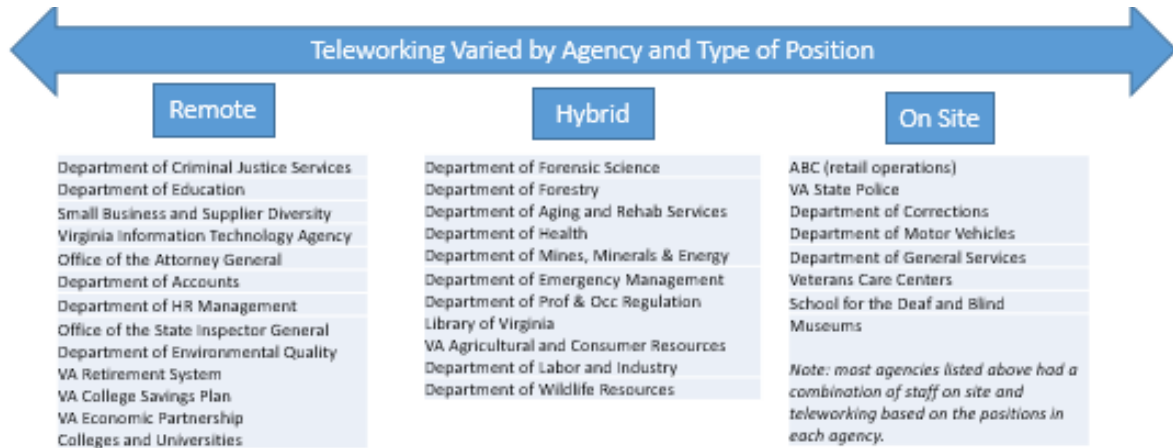 Teleworking Varied by Agency and Type of Position
Remote
Department of Criminal Justice Services
Department of Education
Small Business and Supplier Diversity
Virginia Information Technology Agency
Office of the Attorney General
Department of Accounts
Department of HR Management
Office of the State Inspector General
Department of Environmental Quality
VA Retirement System
VA College Savings Plan
VA Economic Partnership
Colleges and Universities
Hybrid
Department of Forensic Science
Department of Forestry
Department of Aging and Rehab Services
Department of Health
Department of Mines, Minerals & Energy
Department of Emergency Management
Department of Prof & Occ Regulation
Library of Virginia
VA Agricultural and Consumer Resources
Department of Labor and Industry
Department of Wildlife Resources
On Site
ABC (retail operations)
VA State Police
Department of Corrections
Department of Motor Vehicles
Department of General Services
Veterans Care Centers
School for the Deaf and Blind
Museums
Note: most agencies listed above had a
combination of staff on site and
teleworking based on the positions in
each agency.